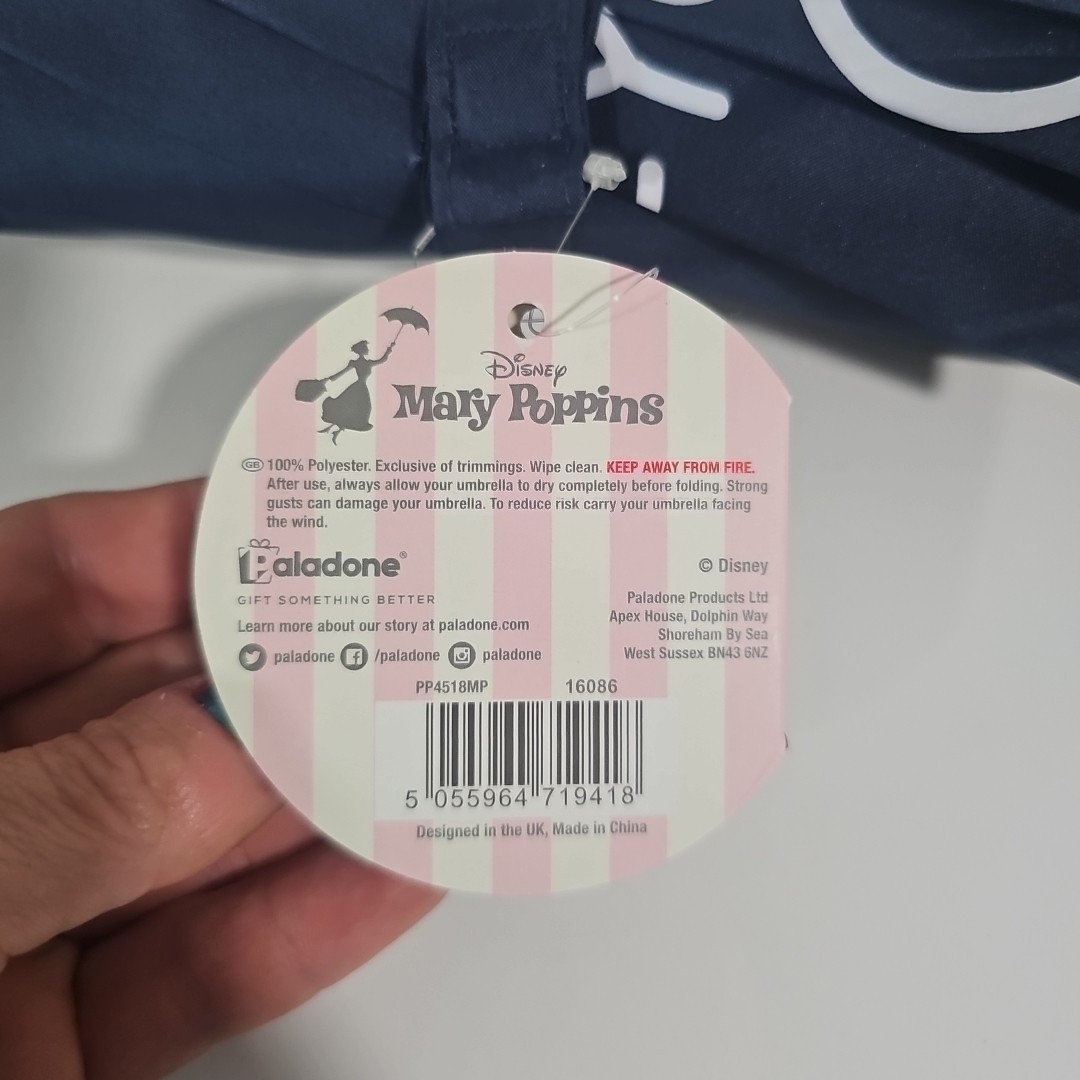 Disney
Mary Poppins
GB 100% Polyester. Exclusive of trimmings. Wipe clean. KEEP AWAY FROM FIRE.
After use, always allow your umbrella to dry completely before folding. Strong
gusts can damage your umbrella. To reduce risk carry your umbrella facing
the wind.
Paladone®
GIFT SOMETHING BETTER
Learn more about our story at paladone.com
paladone /paladone paladone
© Disney
Paladone Products Ltd
Apex House, Dolphin Way
Shoreham By Sea
West Sussex BN43 6NZ
PP4518MP 16086
5 055964 719418
Designed in the UK, Made in China